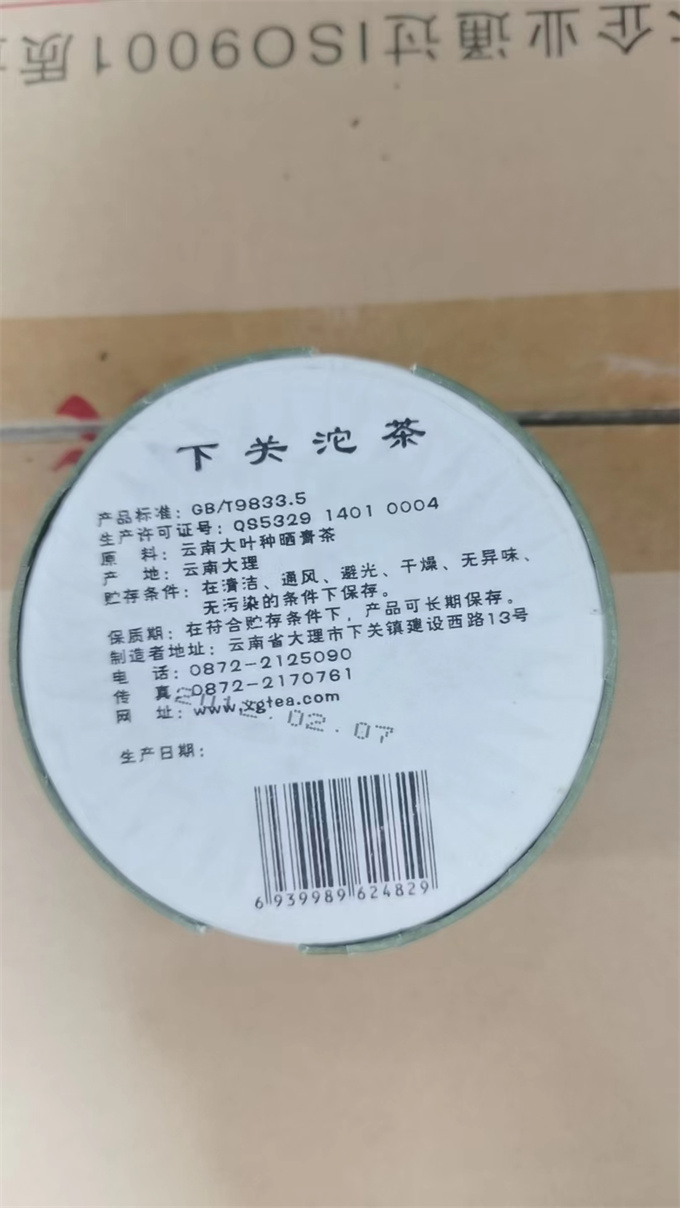 企业通过ISO9001质
下关沱茶
产品标准：GB/T9833.5
生产许可证号：QS5329 1401 0004
原 料：云南大叶种晒青茶
产 地：云南大理
贮存条件：在清洁、通风、避光、干燥、无异味、
无污染的条件下保存。
保质期：在符合贮存条件下，产品可长期保存。
制造者地址：云南省大理市下关镇建设西路13号
电 话：0872-2125090
传 真：0872-2170761
网 址：www.xgtea.com
02.07
生产日期：
6 939989 624829